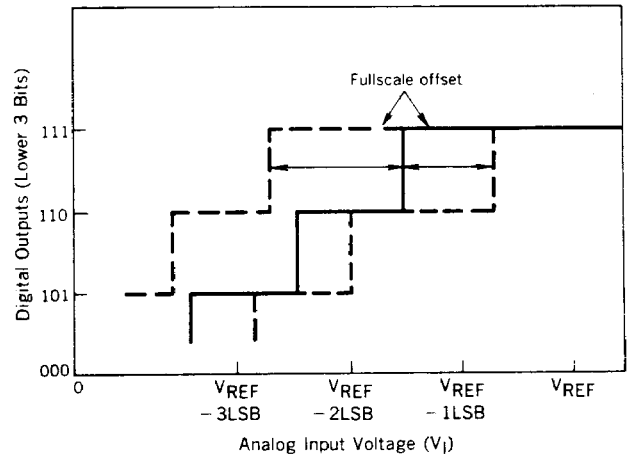 Digital Outputs (Lower 3 Bits)
Fullscale offset
111
110
101
000
0
VREF
-3LSB
VREF
-2LSB
VREF
-1LSB
VREF
Analog Input Voltage (VI)